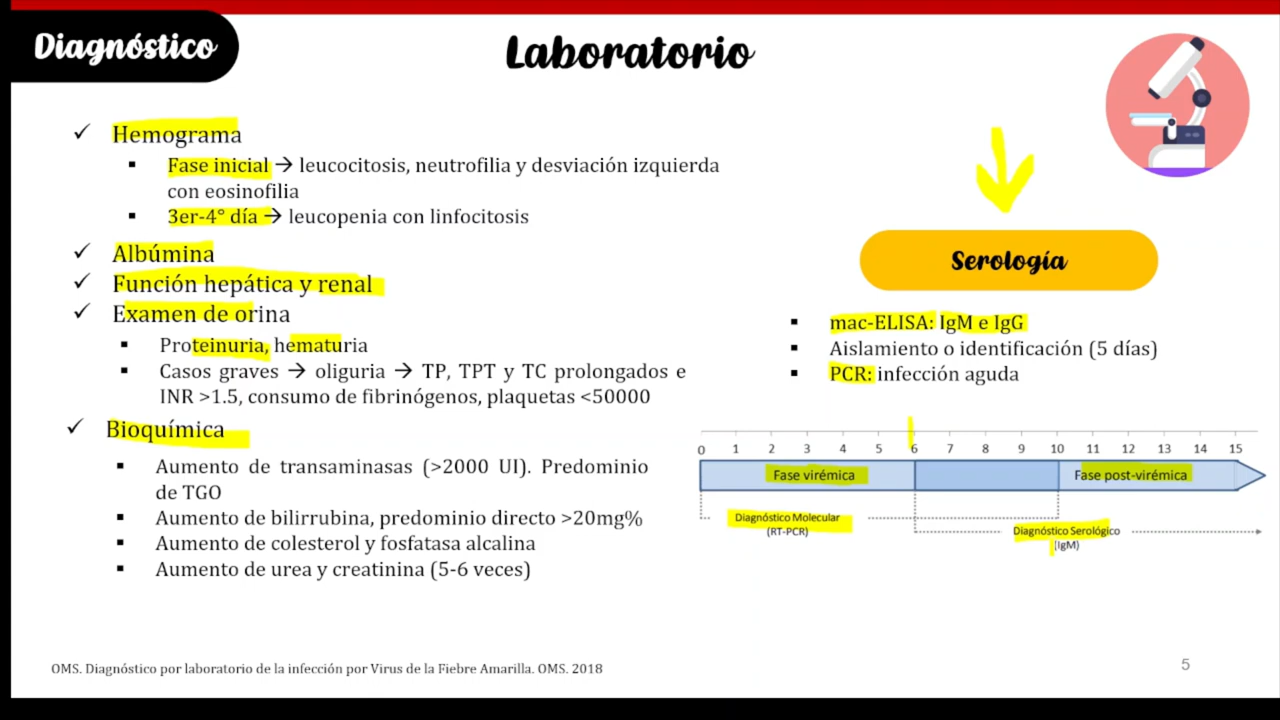 Diagnóstico
Laboratorio
✓ Hemograma
▪ Fase inicial → leucocitosis, neutrofilia y desviación izquierda
con eosinofilia
▪ 3er-4° día → leucopenia con linfocitosis
✓ Albúmina
✓ Función hepática y renal
✓ Examen de orina
▪ Proteinuria, hematuria
▪ Casos graves → oliguria → TP, TPT y TC prolongados e
INR >1.5, consumo de fibrinógenos, plaquetas <50000
✓ Bioquímica
▪ Aumento de transaminasas (>2000 UI). Predominio
de TGO
▪ Aumento de bilirrubina, predominio directo >20mg%
▪ Aumento de colesterol y fosfatasa alcalina
▪ Aumento de urea y creatinina (5-6 veces)
Serología
▪ mac-ELISA: IgM e IgG
▪ Aislamiento o identificación (5 días)
▪ PCR: infección aguda
0 1 2 3 4 5 6 7 8 9 10 11 12 13 14 15
Fase virémica Fase post-virémica
Diagnóstico Molecular
(RT-PCR)
Diagnóstico Serológico
(IgM)
OMS. Diagnóstico por laboratorio de la infección por Virus de la Fiebre Amarilla. OMS. 2018
5